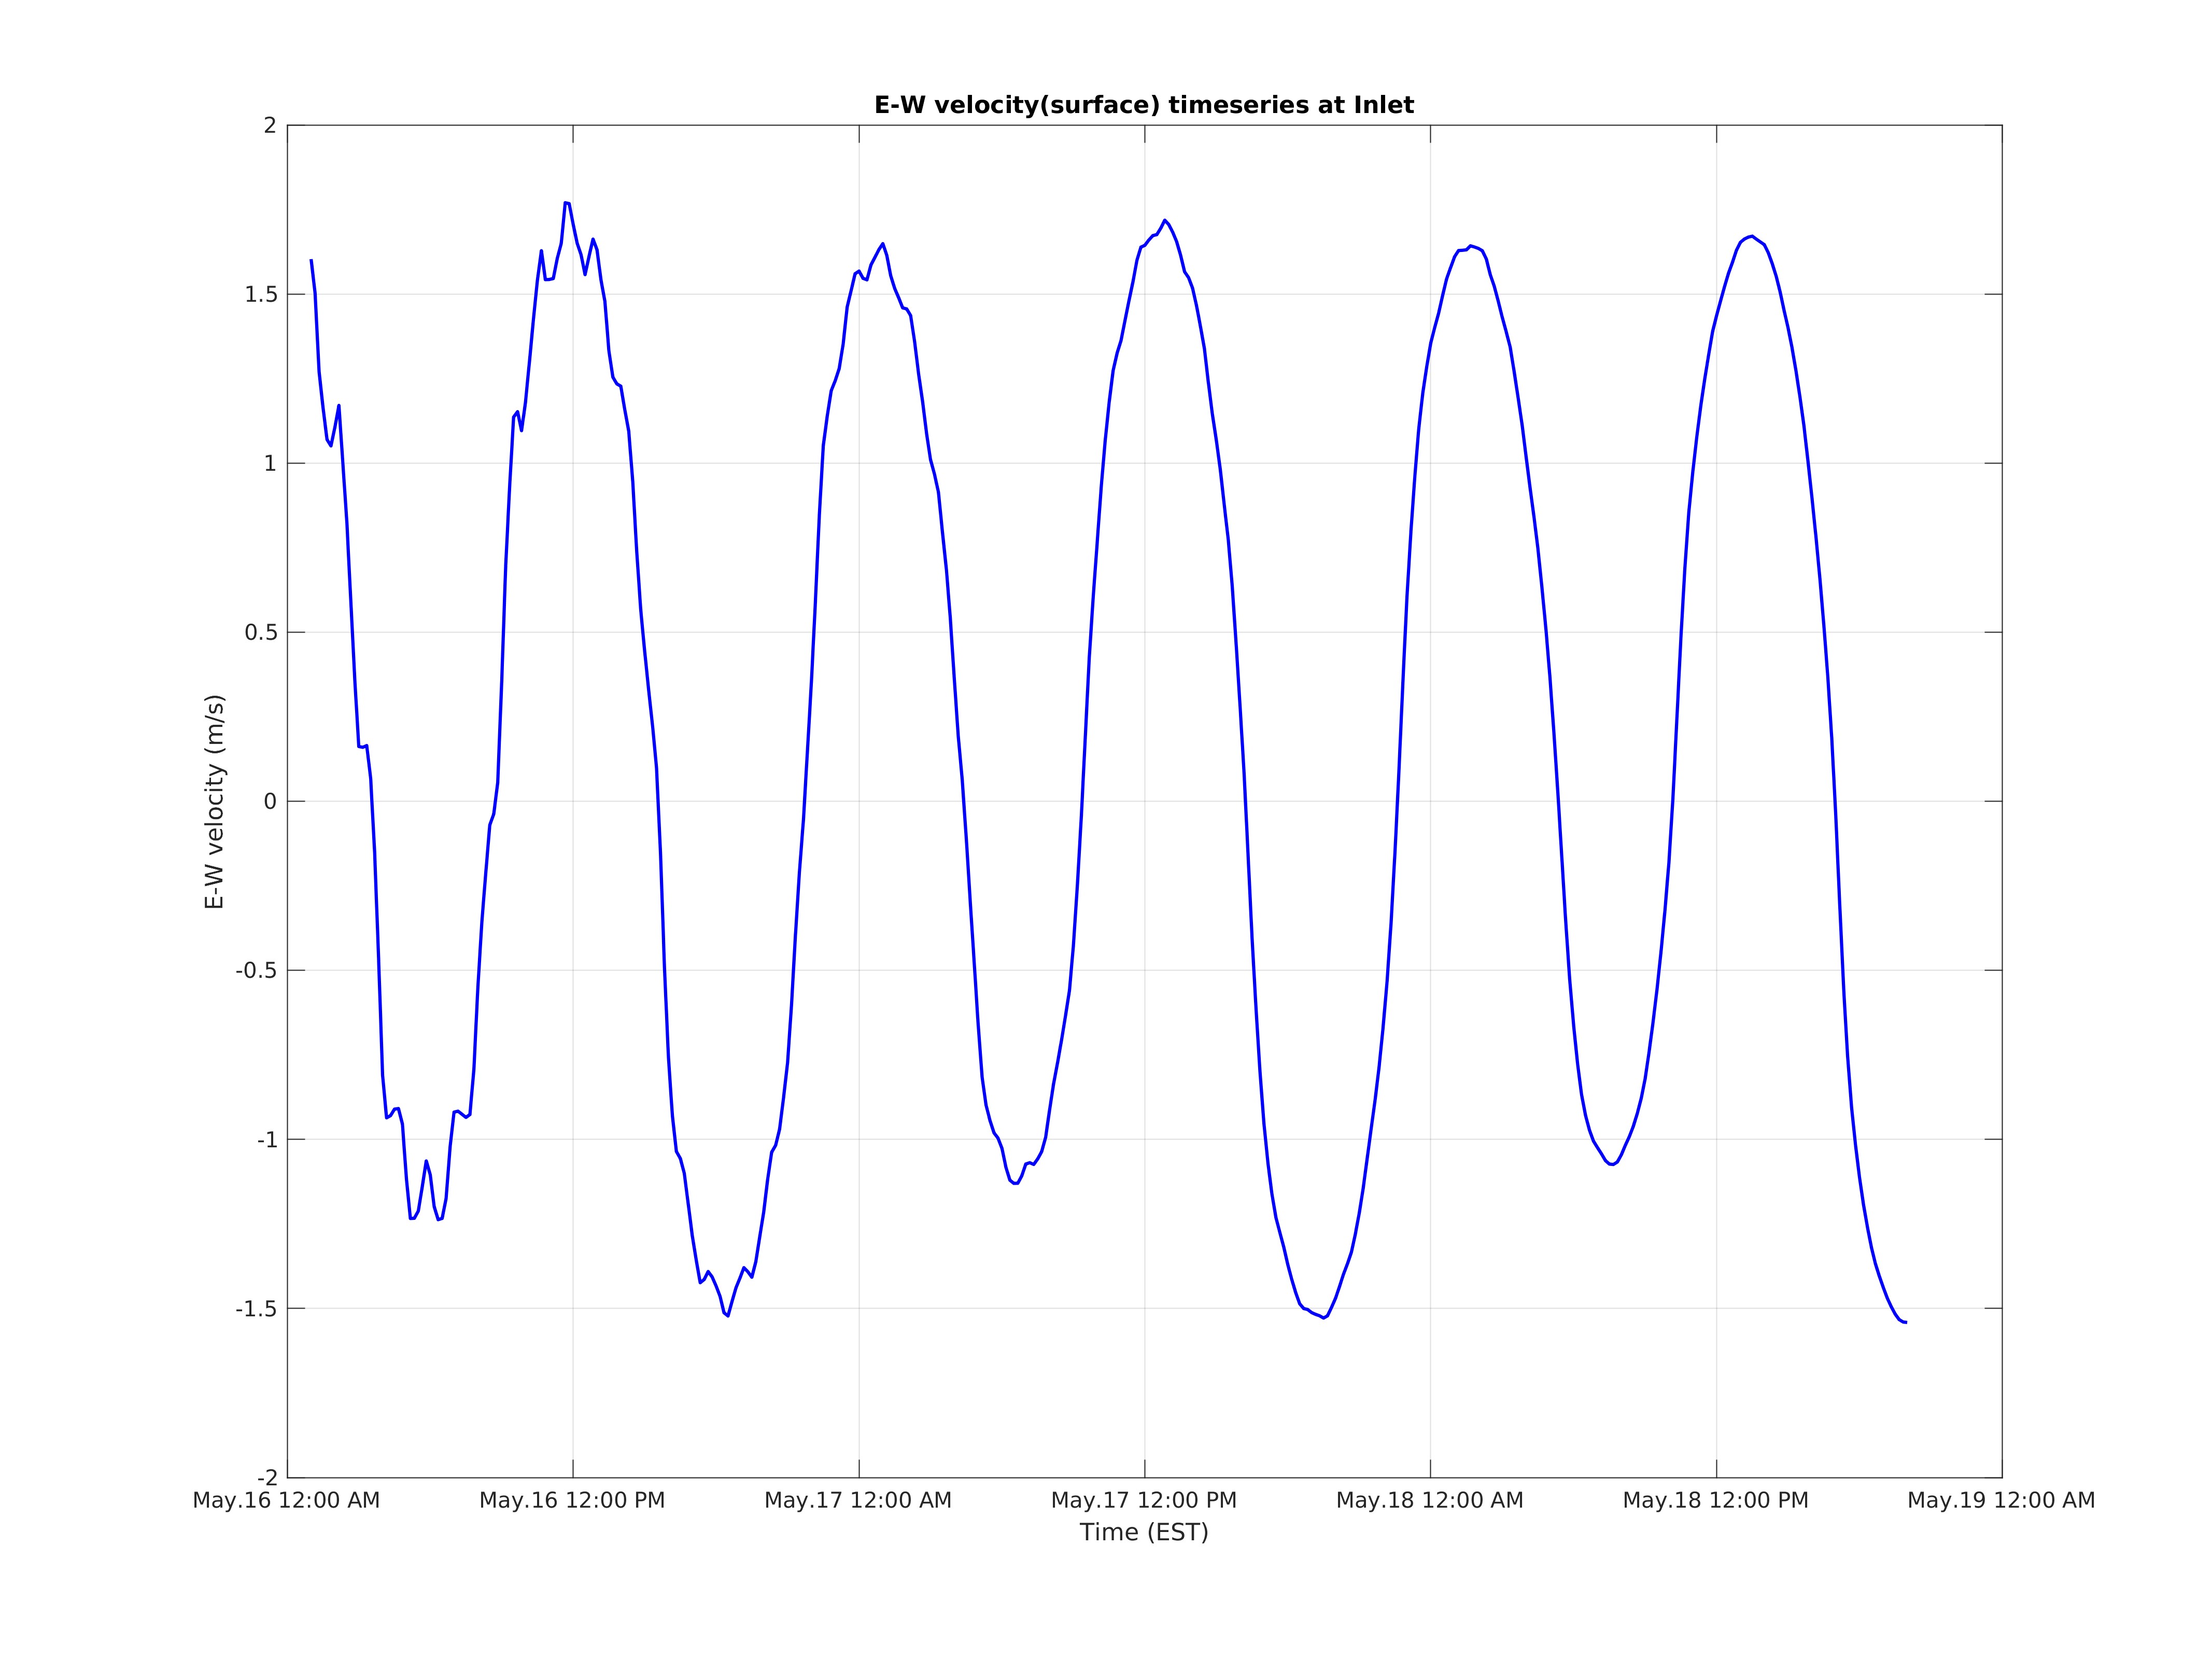 E-W velocity(surface) timeseries at Inlet
2
1.5
1
0.5
0
-0.5
-1
-1.5
-2
E-W velocity (m/s)
May.16 12:00 AM May.16 12:00 PM May.17 12:00 AM May.17 12:00 PM May.18 12:00 AM May.18 12:00 PM May.19 12:00 AM
Time (EST)